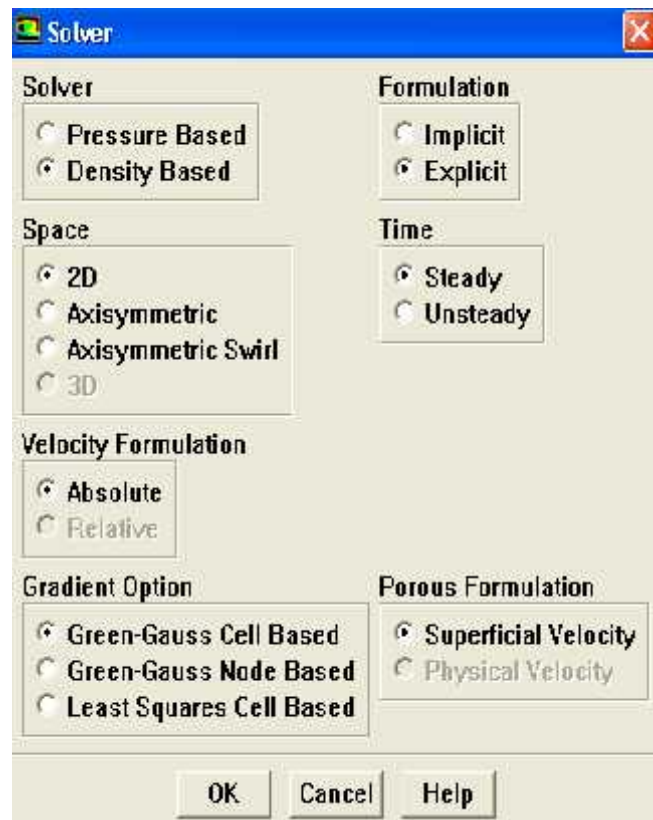 Solver
Solver
Pressure Based
Density Based
Formulation
Implicit
Explicit
Space
2D
Axisymmetric
Axisymmetric Swirl
3D
Time
Steady
Unsteady
Velocity Formulation
Absolute
Relative
Gradient Option
Green-Gauss Cell Based
Green-Gauss Node Based
Least Squares Cell Based
Porous Formulation
Superficial Velocity
Physical Velocity
OK
Cancel
Help